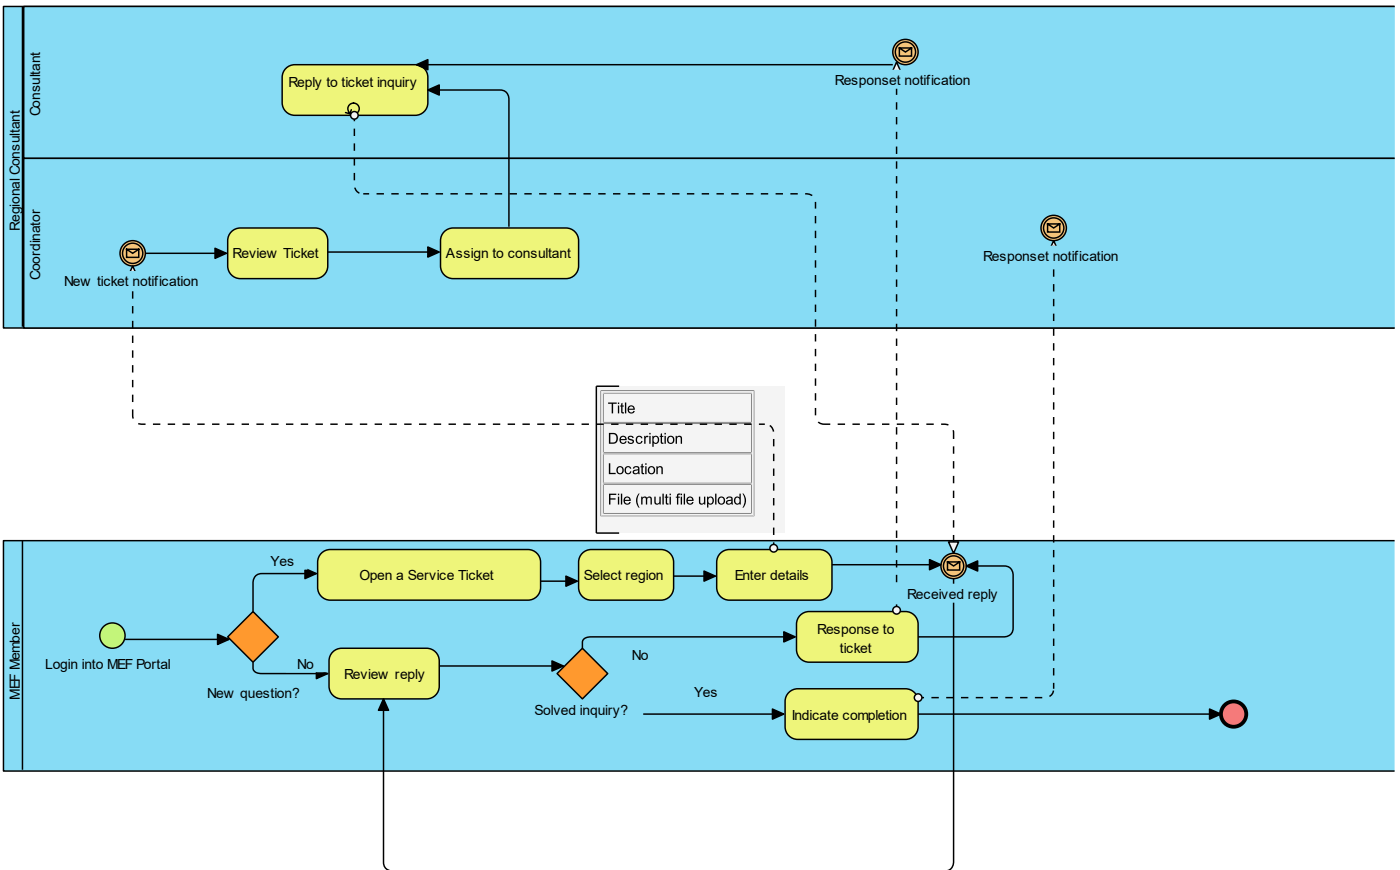 Regional Consultant
Consultant
Reply to ticket inquiry
Responset notification
Coordinator
New ticket notification
Review Ticket
Assign to consultant
Responset notification
Title
Description
Location
File (multi file upload)
MEF Member
Login into MEF Portal
New question?
Yes
No
Open a Service Ticket
Select region
Enter details
Received reply
Review reply
Solved inquiry?
No
Yes
Response to
ticket
Indicate completion